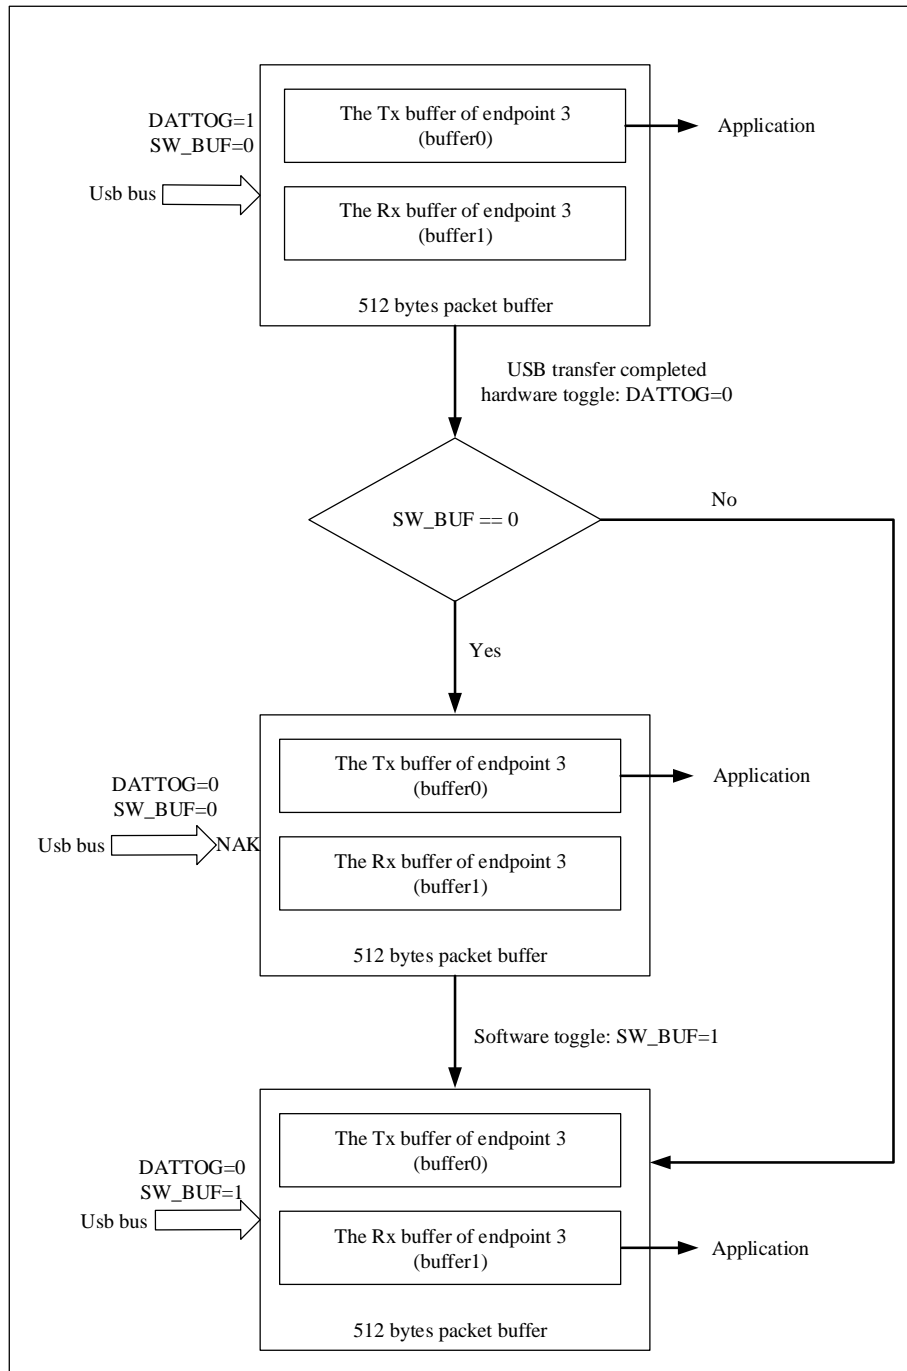 DATTOG=1
SW_BUF=0
Usb bus
The Tx buffer of endpoint 3
(buffer0)
Application
The Rx buffer of endpoint 3
(buffer1)
512 bytes packet buffer
USB transfer completed
hardware toggle: DATTOG=0
SW_BUF == 0
No
Yes
DATTOG=0
SW_BUF=0
Usb bus
NAK
The Tx buffer of endpoint 3
(buffer0)
Application
The Rx buffer of endpoint 3
(buffer1)
512 bytes packet buffer
Software toggle: SW_BUF=1
DATTOG=0
SW_BUF=1
Usb bus
The Tx buffer of endpoint 3
(buffer0)
The Rx buffer of endpoint 3
(buffer1)
Application
512 bytes packet buffer